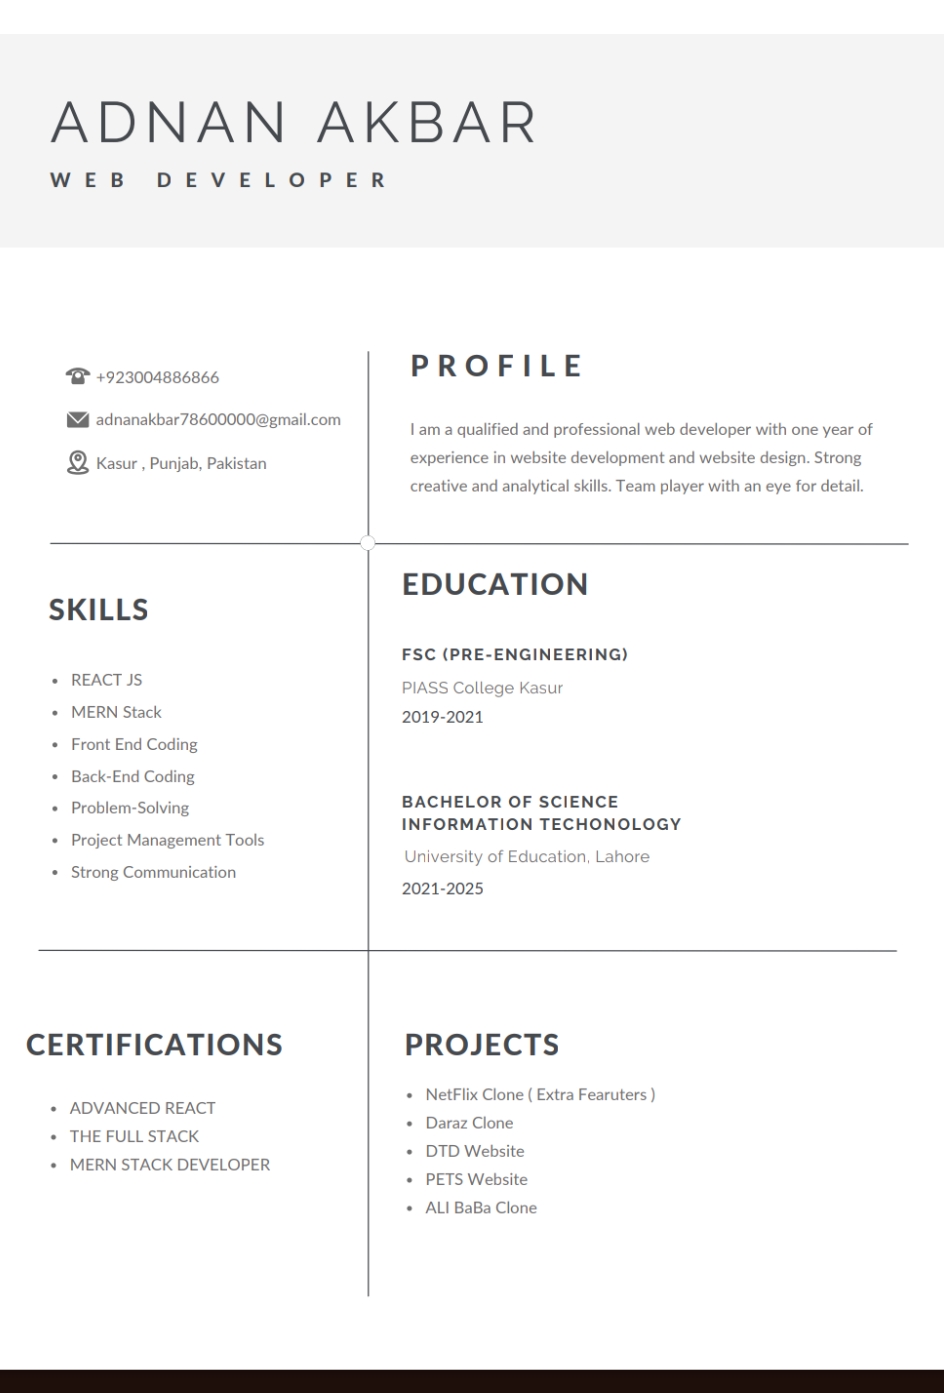 ADNAN AKBAR
WEB DEVELOPER
+923004886866
adnanakbar78600000@gmail.com
Kasur , Punjab, Pakistan
PROFILE
I am a qualified and professional web developer with one year of
experience in website development and website design. Strong
creative and analytical skills. Team player with an eye for detail.
SKILLS
• REACT JS
• MERN Stack
• Front End Coding
• Back-End Coding
• Problem-Solving
• Project Management Tools
• Strong Communication
EDUCATION
FSC (PRE-ENGINEERING)
PIASS College Kasur
2019-2021
BACHELOR OF SCIENCE
INFORMATION TECHONOLOGY
University of Education, Lahore
2021-2025
CERTIFICATIONS
• ADVANCED REACT
• THE FULL STACK
• MERN STACK DEVELOPER
PROJECTS
• NetFlix Clone ( Extra Fearuters )
• Daraz Clone
• DTD Website
• PETS Website
• ALI BaBa Clone